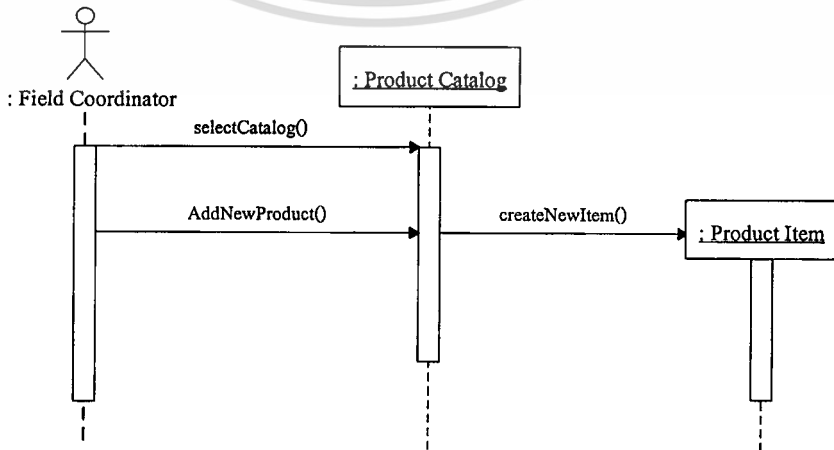 : Product Catalog
: Field Coordinator
selectCatalog()
AddNewProduct()
createNewItem()
: Product Item